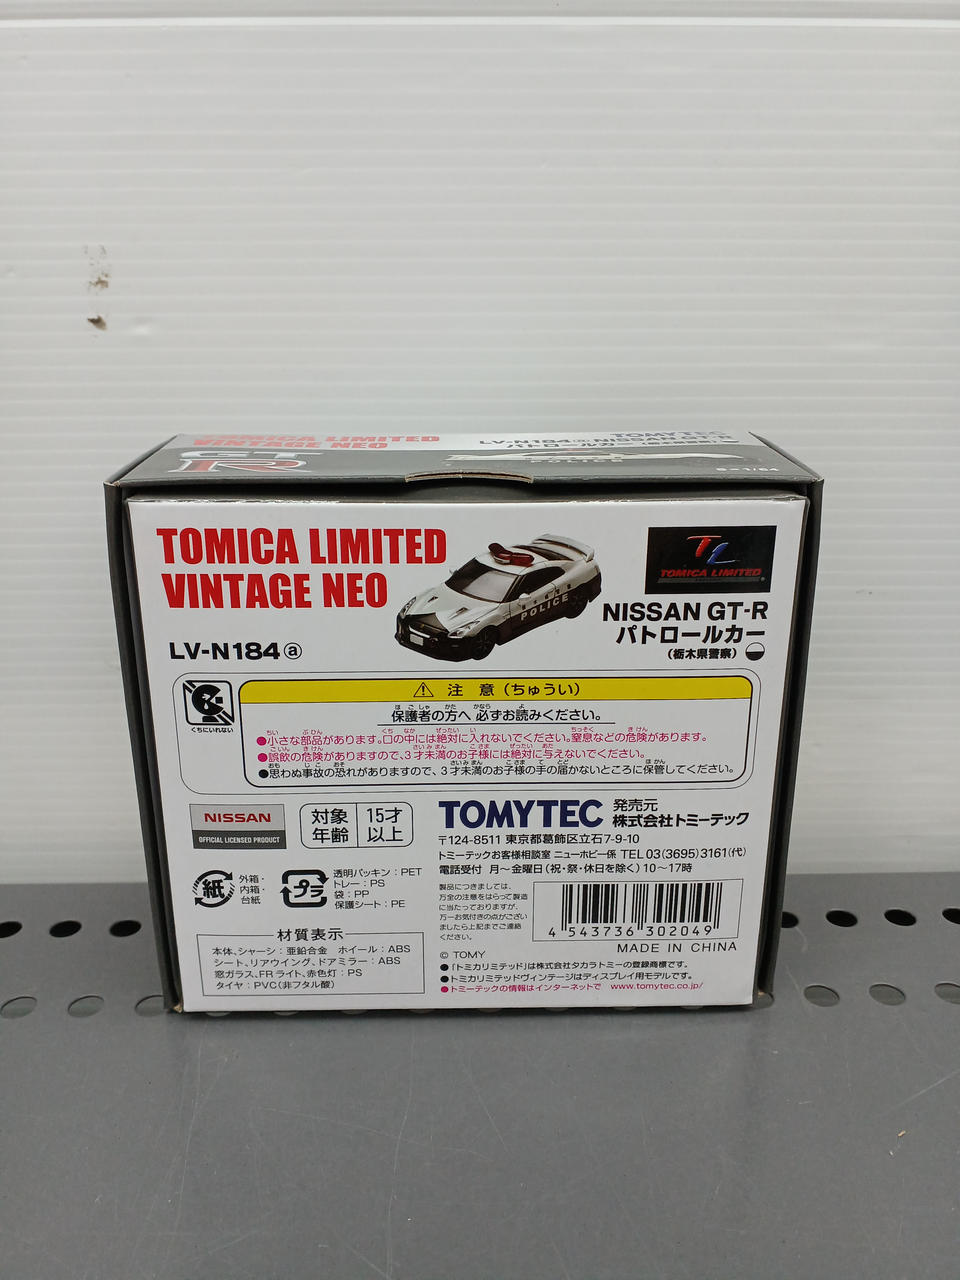 TOMICA LIMITED
VINTAGE NEO
TOMYTEC
LV-N184 ⓐ NISSAN GT-R
パトロールカー
GT
R
POLICE
S=1/64
TOMICA LIMITED
VINTAGE NEO
LV-N184 ⓐ
POLICE
TL
TOMICA LIMITED
NISSAN GT-R
パトロールカー
(栃木県警察)
くちにいれない
注 意(ちゅうい)
保護者の方へ 必ずお読みください。
●小さな部品があります。口の中には絶対に入れないでください。窒息などの危険があります。
●誤飲の危険がありますので、3才未満のお子様には絶対に与えないでください。
●思わぬ事故の恐れがありますので、3才未満のお子様の手の届かないところに保管してください。
NISSAN
OFFICIAL LICENSED PRODUCT
対象
年齢
15才
以上
TOMYTEC
発売元
株式会社トミーテック
〒124-8511 東京都葛飾区立石7-9-10
トミーテックお客様相談室 ニューホビー係 TEL 03(3695)3161(代)
電話受付 月〜金曜日(祝・祭・休日を除く)10〜17時
紙
外箱・
内箱・
台紙
プラ
透明パッキン:PET
トレー:PS
袋:PP
保護シート:PE
製品につきましては、
万全の注意をはらって製造
に当たっておりますが、
万一お気付きの点がござい
ましたら上記までご連絡
ください。
4 543736 302049
MADE IN CHINA
材質表示
本体、シャーシ:亜鉛合金 ホイール:ABS
シート、リアウイング、ドアミラー:ABS
窓ガラス、FRライト、赤色灯:PS
タイヤ:PVC(非フタル酸)
© TOMY
●「トミカリミテッド」は株式会社タカラトミーの登録商標です。
●トミカリミテッドヴィンテージはディスプレイ用モデルです。
●トミーテックの情報はインターネットで www.tomytec.co.jp/